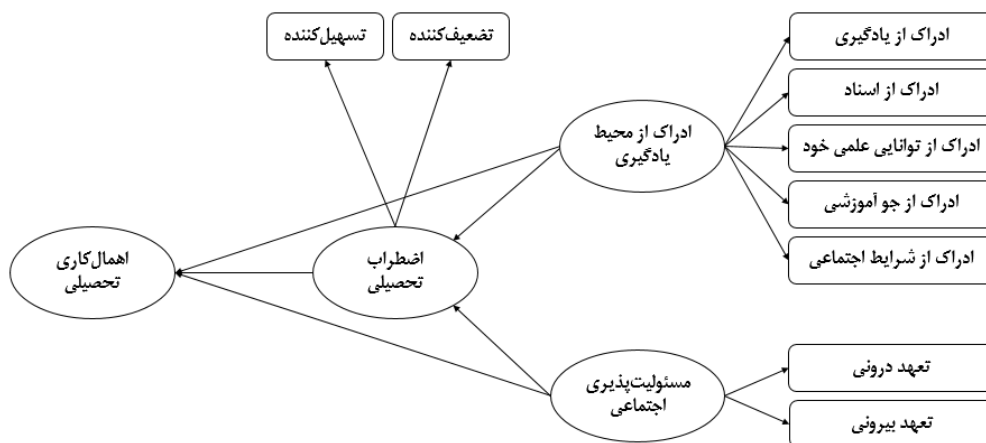 تضعیف‌کننده
تسهیل‌کننده
ادراک از یادگیری
ادراک از اسناد
ادراک از توانایی علمی خود
ادراک از جو آموزشی
ادراک از شرایط اجتماعی
ادراک از محیط
یادگیری
اضطراب
تحصیلی
اهمال‌کاری
تحصیلی
مسئولیت‌پذیری
اجتماعی
تعهد درونی
تعهد بیرونی